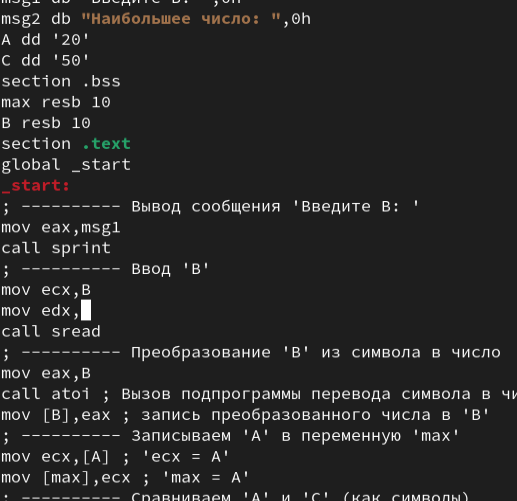 msg1 db "Введите B: ",0h
msg2 db "Наибольшее число: ",0h
A dd '20'
C dd '50'
section .bss
max resb 10
B resb 10
section .text
global _start
_start:
; ---------- Вывод сообщения 'Введите B: '
mov eax,msg1
call sprint
; ---------- Ввод 'B'
mov ecx,B
mov edx,
call sread
; ---------- Преобразование 'B' из символа в число
mov eax,B
call atoi ; Вызов подпрограммы перевода символа в чи
mov [B],eax ; запись преобразованного числа в 'B'
; ---------- Записываем 'A' в переменную 'max'
mov ecx,[A] ; 'ecx = A'
mov [max],ecx ; 'max = A'
; ---------- Сравниваем 'A' и 'С' (как символы)